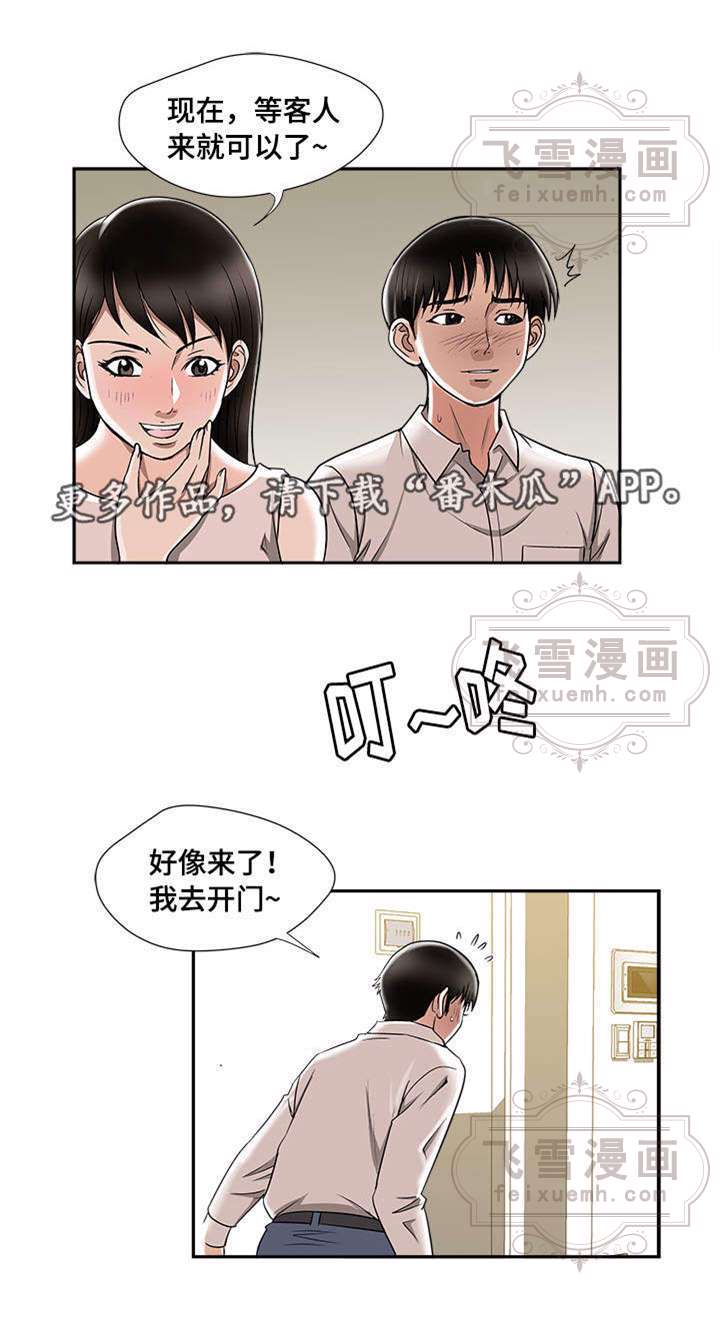 现在，等客人
来就可以了~
飞雪漫画
feixuemh.com
更多作品，请下载“番木瓜”APP。
飞雪漫画
feixuemh.com
叮~咚
好像来了！
我去开门~
飞雪漫画
feixuemh.com